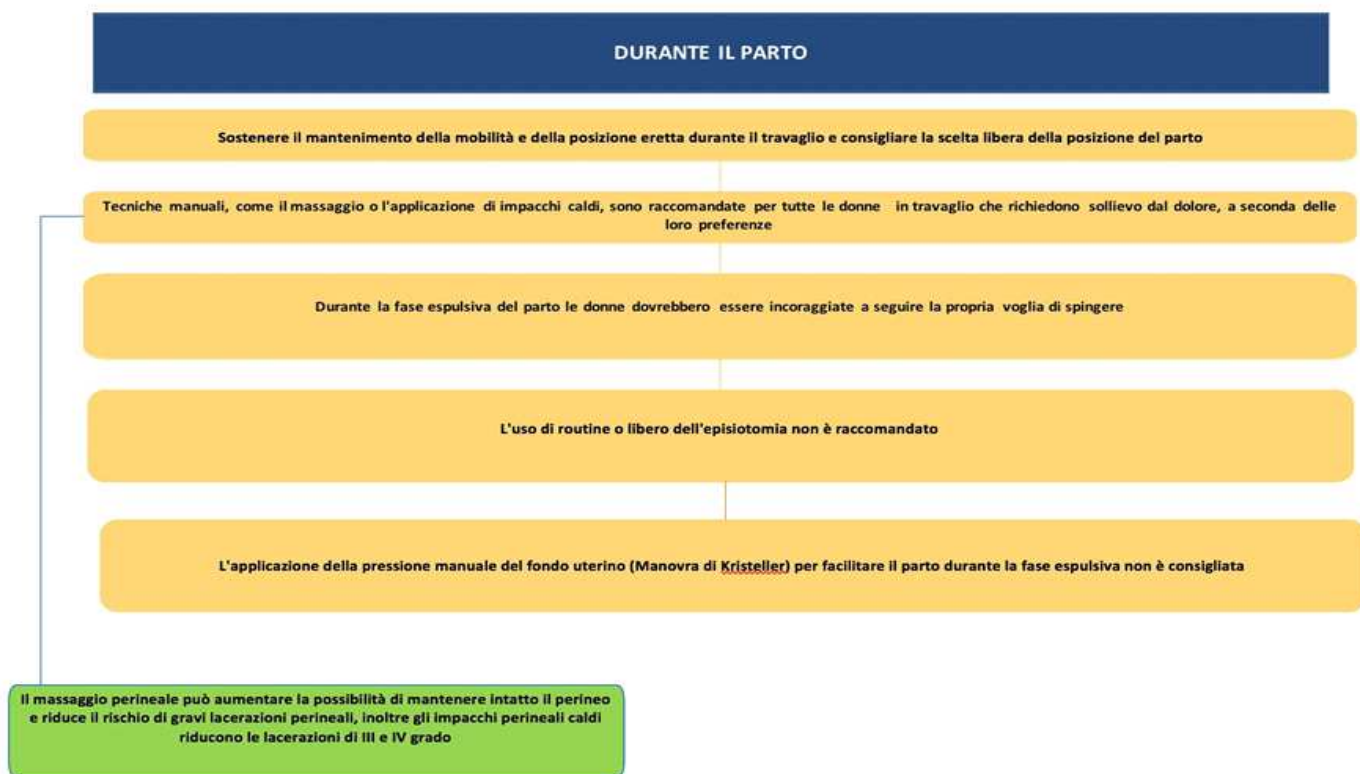 DURANTE IL PARTO
Sostenere il mantenimento della mobilità e della posizione eretta durante il travaglio e consigliare la scelta libera della posizione del parto
Tecniche manuali, come il massaggio o l'applicazione di impacchi caldi, sono raccomandate per tutte le donne in travaglio che richiedono sollievo dal dolore, a seconda delle
loro preferenze
Durante la fase espulsiva del parto le donne dovrebbero essere incoraggiate a seguire la propria voglia di spingere
L'uso di routine o libero dell'episiotomia non è raccomandato
L'applicazione della pressione manuale del fondo uterino (Manovra di Kristeller) per facilitare il parto durante la fase espulsiva non è consigliata
Il massaggio perineale può aumentare la possibilità di mantenere intatto il perineo
e riduce il rischio di gravi lacerazioni perineali, inoltre gli impacchi perineali caldi
riducono le lacerazioni di III e IV grado